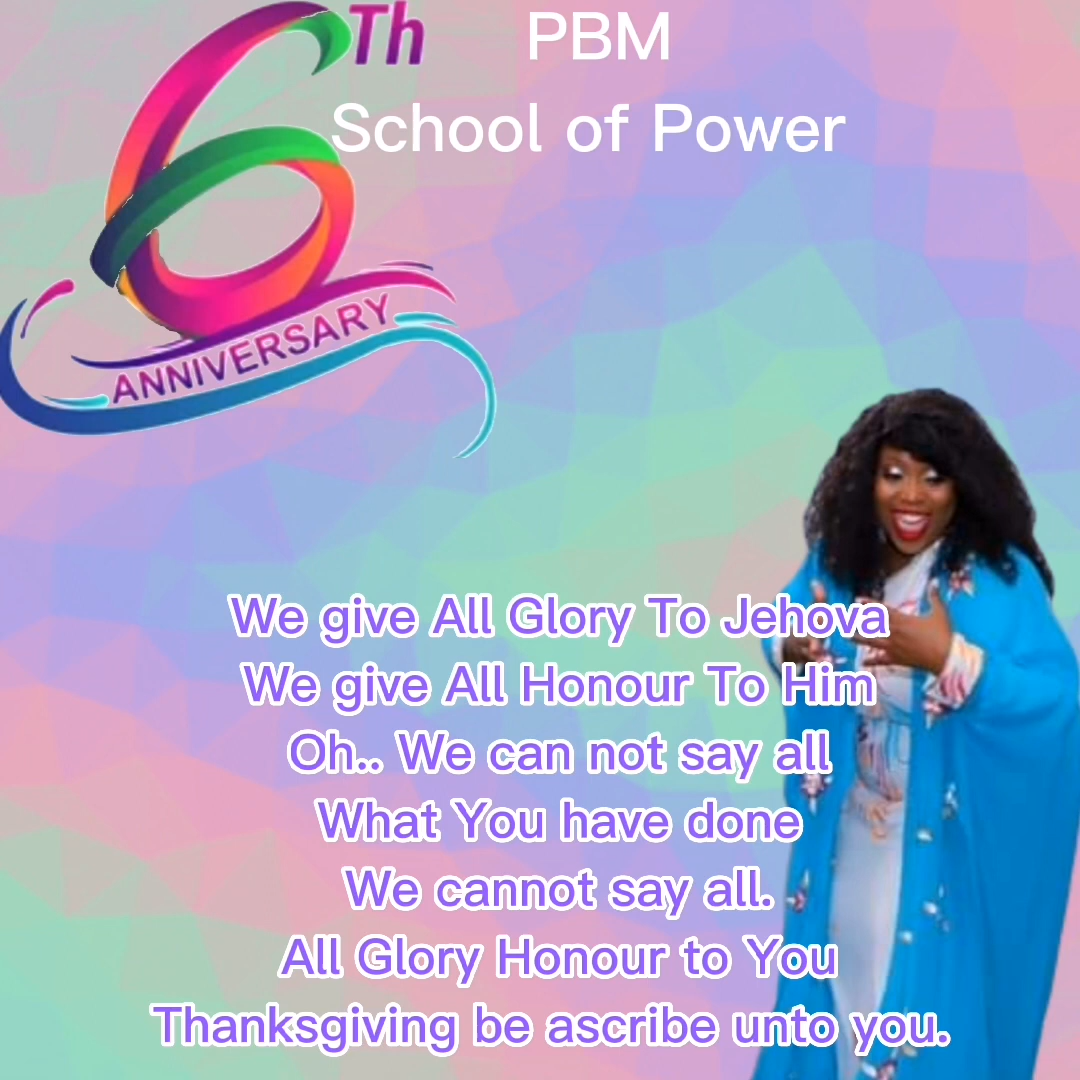 6Th
ANNIVERSARY
PBM
School of Power
We give All Glory To Jehova
We give All Honour To Him
Oh.. We can not say all
What You have done
We cannot say all.
All Glory Honour to You
Thanksgiving be ascribe unto you.